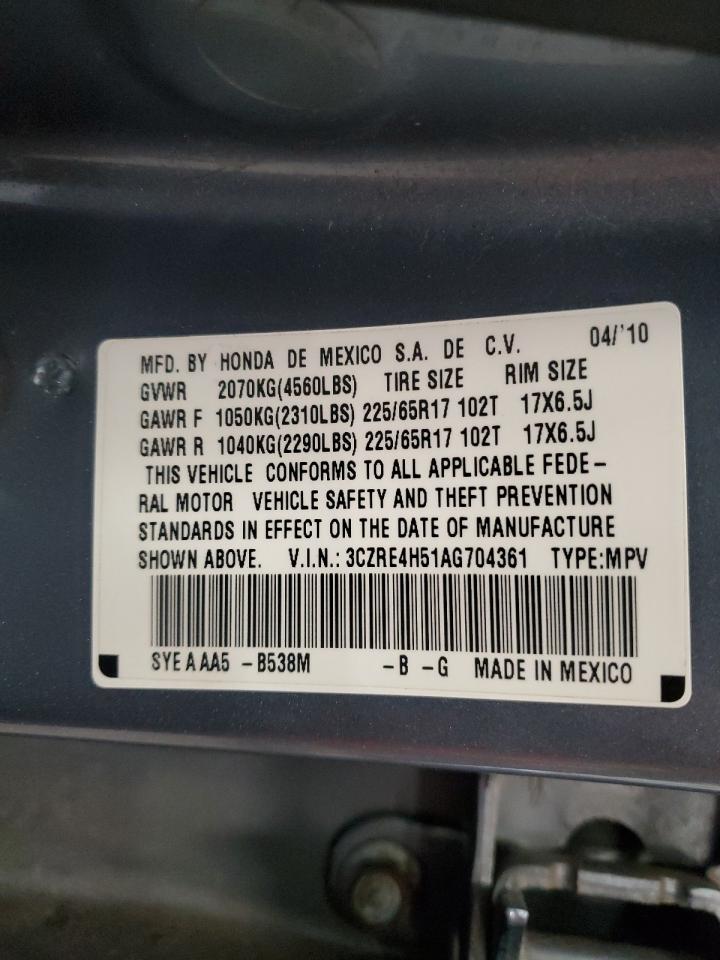 MFD. BY HONDA DE MEXICO S.A. DE C.V. 04/'10
GVWR 2070KG(4560LBS) TIRE SIZE RIM SIZE
GAWR F 1050KG(2310LBS) 225/65R17 102T 17X6.5J
GAWR R 1040KG(2290LBS) 225/65R17 102T 17X6.5J
THIS VEHICLE CONFORMS TO ALL APPLICABLE FEDE-
RAL MOTOR VEHICLE SAFETY AND THEFT PREVENTION
STANDARDS IN EFFECT ON THE DATE OF MANUFACTURE
SHOWN ABOVE. V.I.N.: 3CZRE4H51AG704361 TYPE:MPV
SYE A AA5 -B538M -B -G MADE IN MEXICO